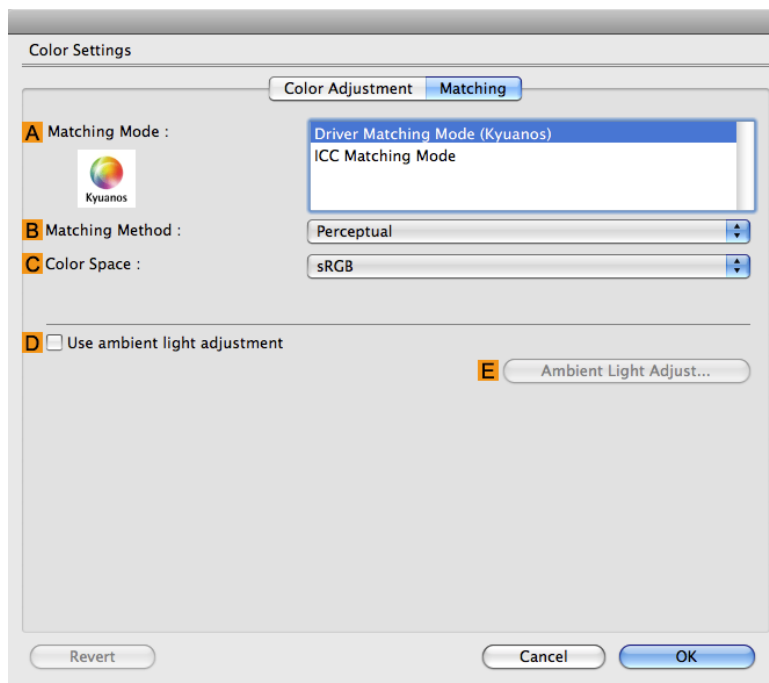 Color Settings
Color Adjustment Matching
A Matching Mode :
Driver Matching Mode (Kyuanos)
ICC Matching Mode
Kyuanos
B Matching Method : Perceptual
C Color Space : sRGB
D Use ambient light adjustment
E Ambient Light Adjust...
Revert Cancel OK